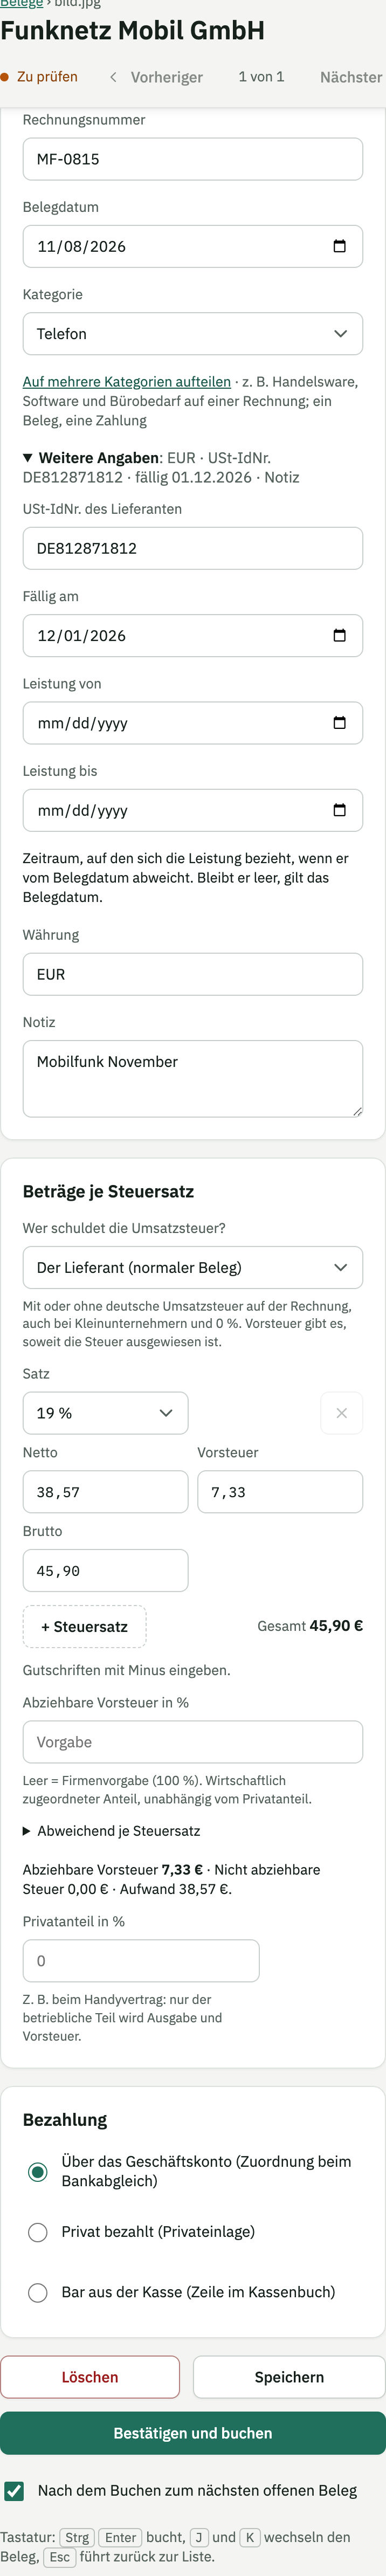 Belege › bild.jpg
Funknetz Mobil GmbH
Zu prüfen
Vorheriger
1 von 1
Nächster
Rechnungsnummer
MF-0815
Belegdatum
11/08/2026
Kategorie
Telefon
Auf mehrere Kategorien aufteilen · z. B. Handelsware,
Software und Bürobedarf auf einer Rechnung; ein
Beleg, eine Zahlung
▼ Weitere Angaben: EUR · USt-IdNr.
DE812871812 · fällig 01.12.2026 · Notiz
USt-IdNr. des Lieferanten
DE812871812
Fällig am
12/01/2026
Leistung von
mm/dd/yyyy
Leistung bis
mm/dd/yyyy
Zeitraum, auf den sich die Leistung bezieht, wenn er
vom Belegdatum abweicht. Bleibt er leer, gilt das
Belegdatum.
Währung
EUR
Notiz
Mobilfunk November
Beträge je Steuersatz
Wer schuldet die Umsatzsteuer?
Der Lieferant (normaler Beleg)
Mit oder ohne deutsche Umsatzsteuer auf der Rechnung,
auch bei Kleinunternehmern und 0 %. Vorsteuer gibt es,
soweit die Steuer ausgewiesen ist.
Satz
19 %
Netto
Vorsteuer
38,57
7,33
Brutto
45,90
+ Steuersatz
Gesamt 45,90 €
Gutschriften mit Minus eingeben.
Abziehbare Vorsteuer in %
Vorgabe
Leer = Firmenvorgabe (100 %). Wirtschaftlich
zugeordneter Anteil, unabhängig vom Privatanteil.
▶ Abweichend je Steuersatz
Abziehbare Vorsteuer 7,33 € · Nicht abziehbare
Steuer 0,00 € · Aufwand 38,57 €.
Privatanteil in %
0
Z. B. beim Handyvertrag: nur der
betriebliche Teil wird Ausgabe und
Vorsteuer.
Bezahlung
Über das Geschäftskonto (Zuordnung beim
Bankabgleich)
Privat bezahlt (Privateinlage)
Bar aus der Kasse (Zeile im Kassenbuch)
Löschen
Speichern
Bestätigen und buchen
Nach dem Buchen zum nächsten offenen Beleg
Tastatur: Strg Enter bucht, J und K wechseln den
Beleg, Esc führt zurück zur Liste.